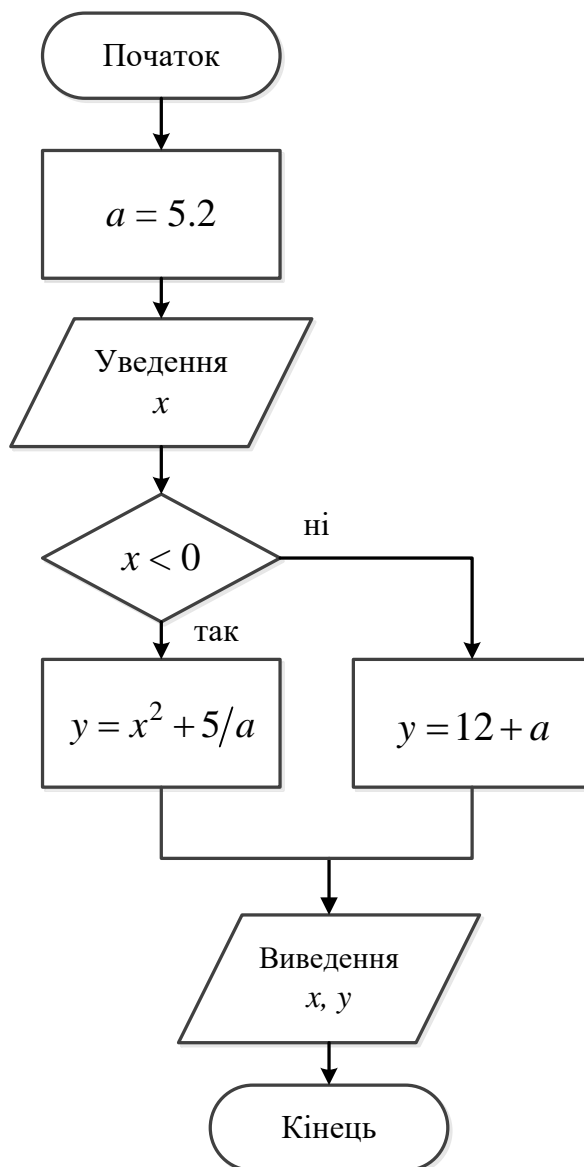 Початок
a = 5.2
Уведення
x
x < 0
ні
так
y = x² + 5/a
y = 12 + a
Виведення
x, y
Кінець